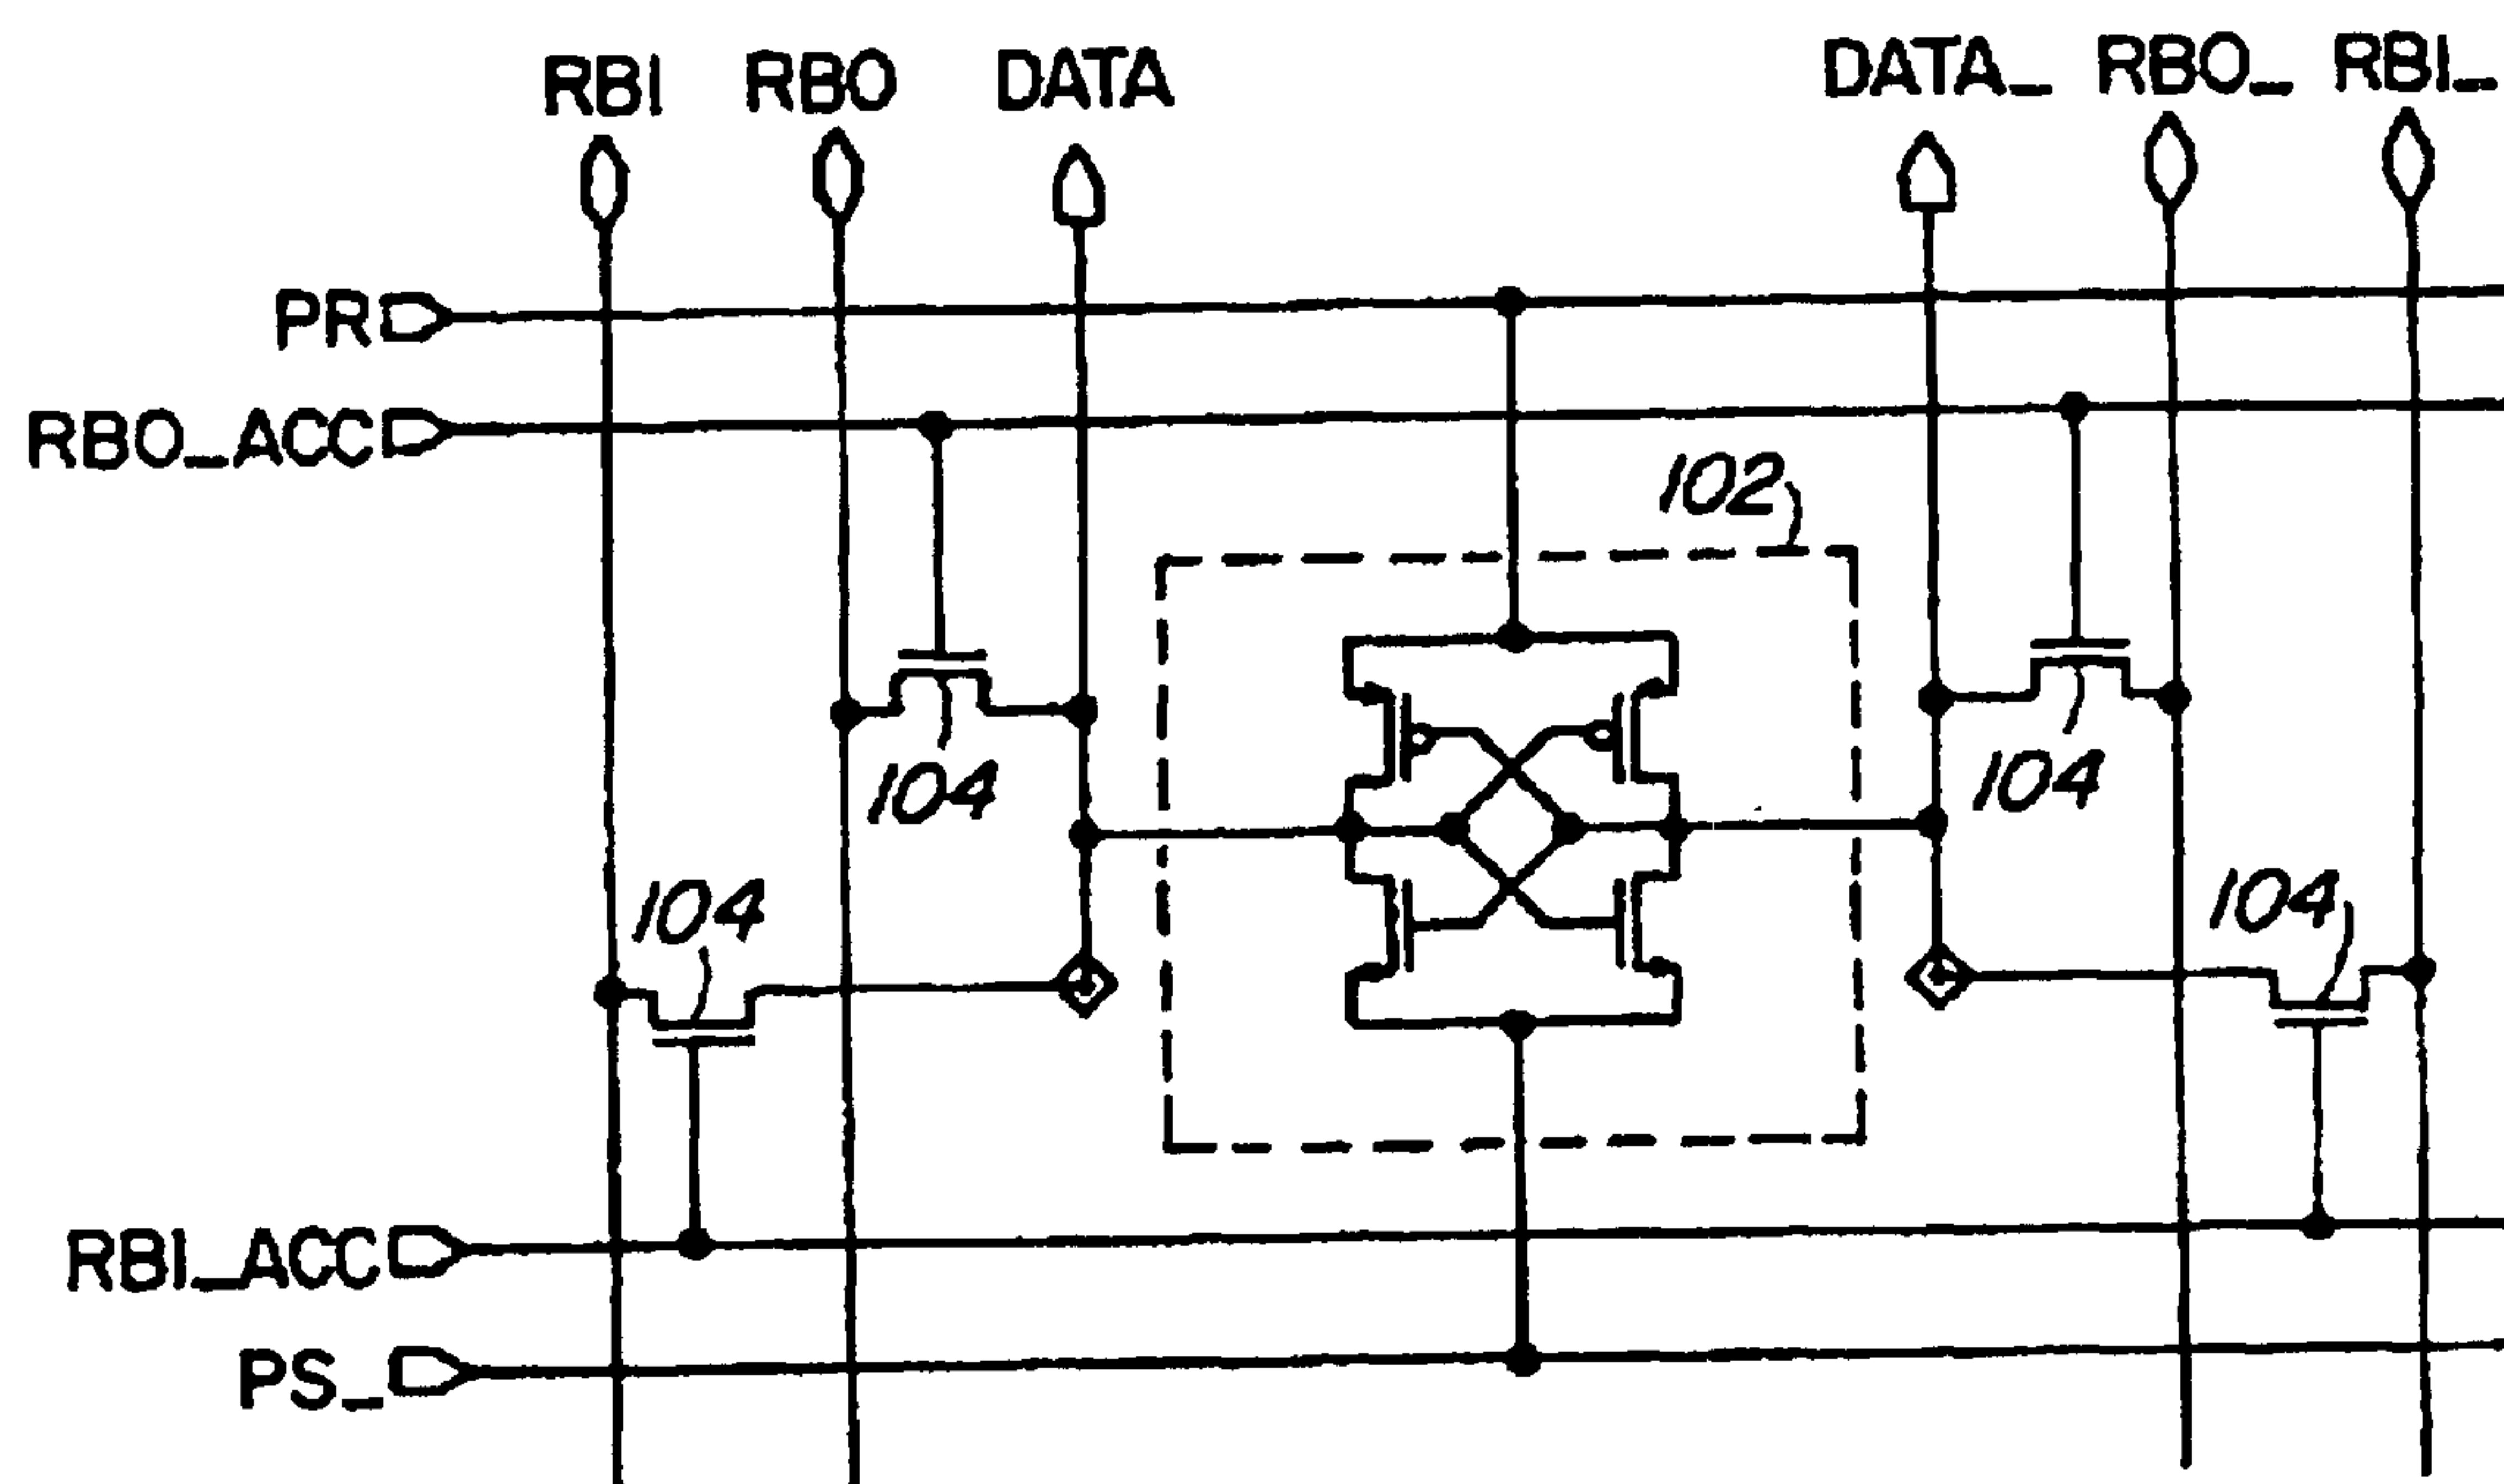 RBI RBO DATA DATA_ RBO_ RBI_
PR
RBO_ACC
102
104
104
104
104
RBI_ACC
PS_